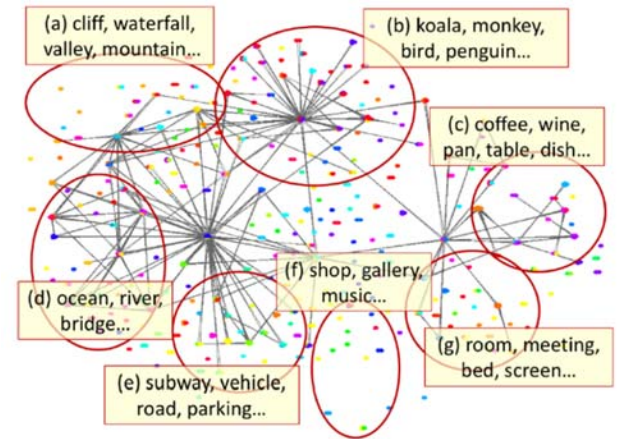 (a) cliff, waterfall,
valley, mountain…
(b) koala, monkey,
bird, penguin…
(c) coffee, wine,
pan, table, dish…
(d) ocean, river,
bridge,..
(f) shop, gallery,
music…
(e) subway, vehicle,
road, parking…
(g) room, meeting,
bed, screen…